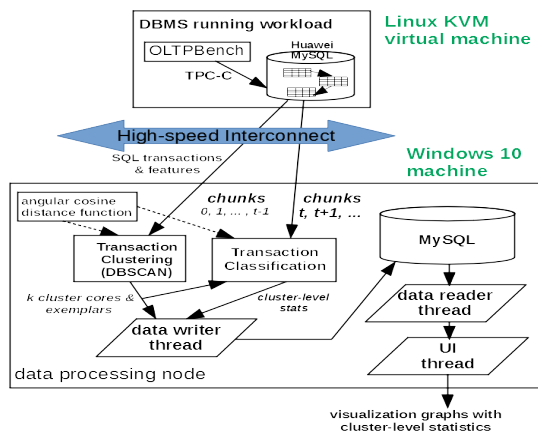 DBMS running workload
Linux KVM
virtual machine
OLTPBench
Huawei
MySQL
TPC-C
High-speed Interconnect
SQL transactions
& features
Windows 10
machine
angular cosine
distance function
chunks
0, 1, ... , t-1
chunks
t, t+1, ...
MySQL
Transaction
Clustering
(DBSCAN)
Transaction
Classification
k cluster cores &
exemplars
cluster-level
stats
data writer
thread
data reader
thread
UI
thread
data processing node
visualization graphs with
cluster-level statistics